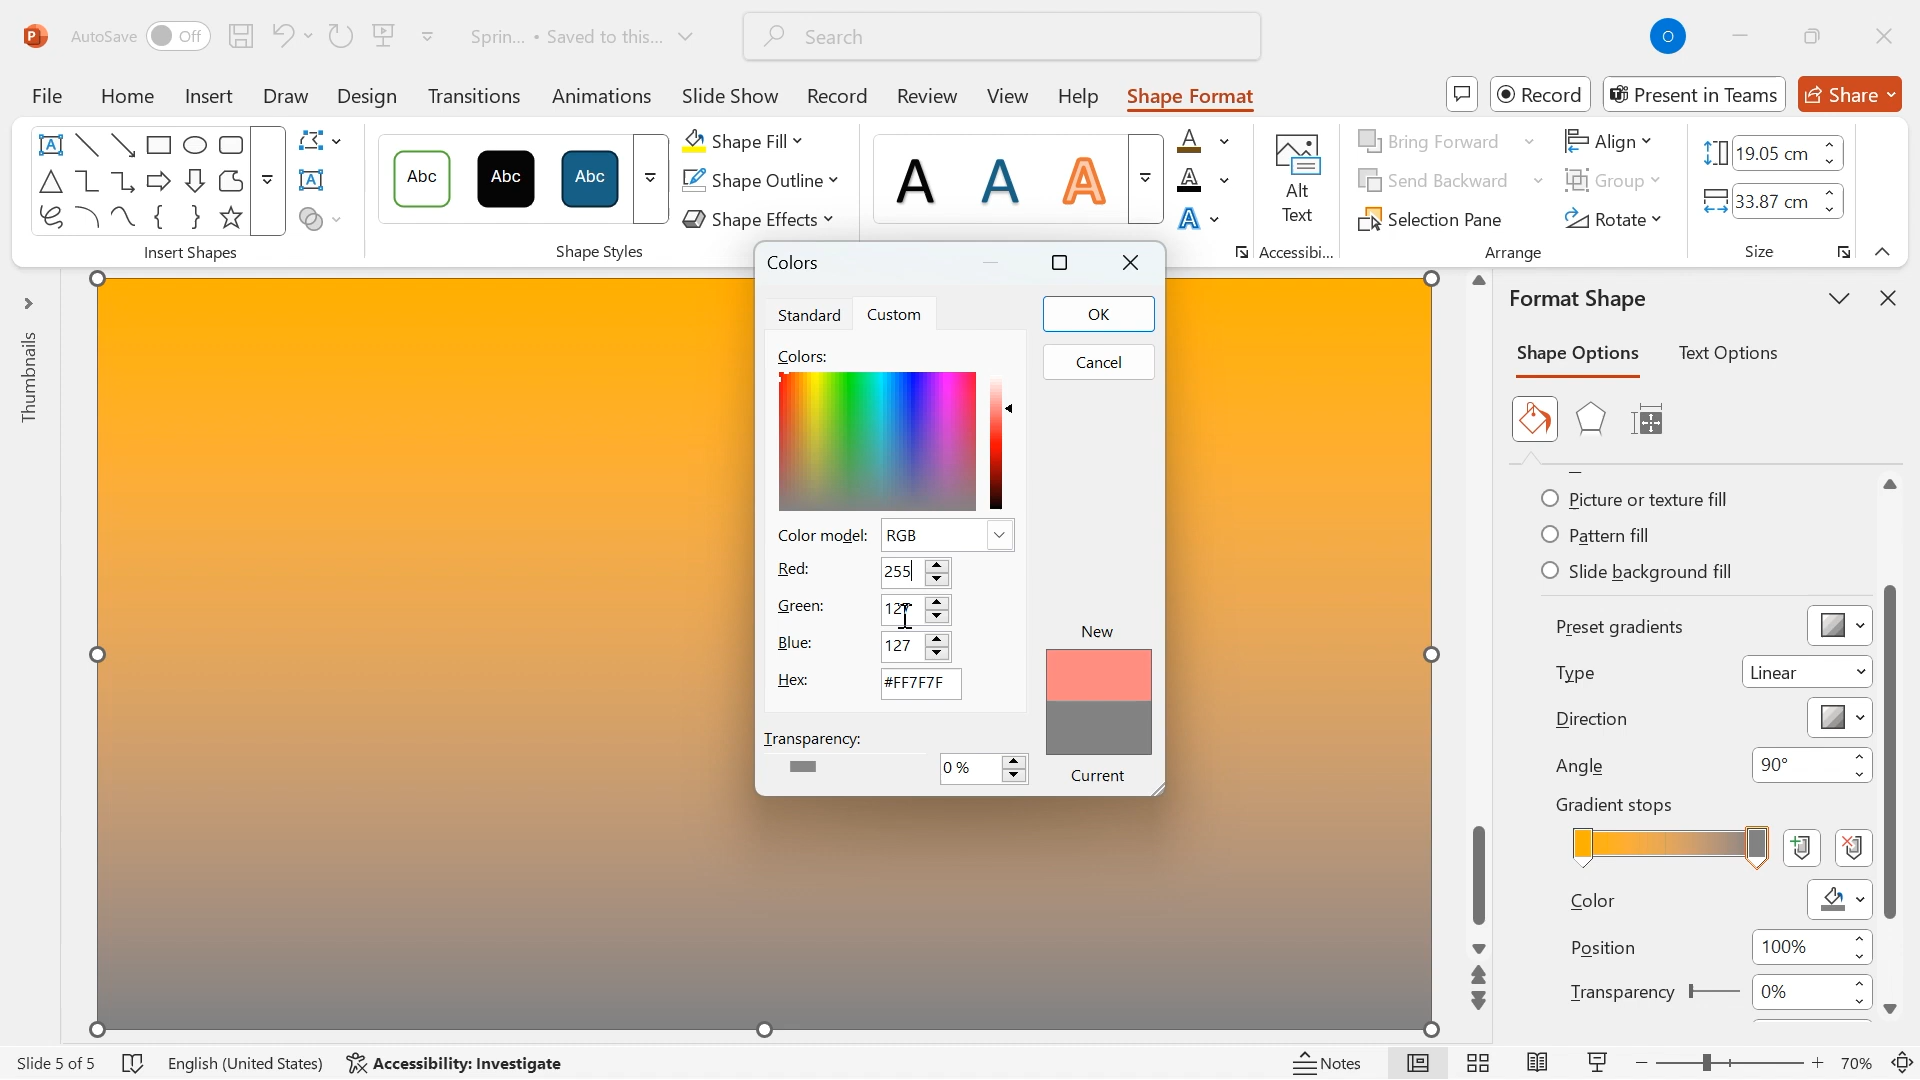 AutoSave Off Sprin... • Saved to this... Search O
File Home Insert Draw Design Transitions Animations Slide Show Record Review View Help Shape Format Record Present in Teams Share
Abc Abc Abc
Shape Fill
Shape Outline
Shape Effects
A A A
Alt
Text
Bring Forward
Send Backward
Selection Pane
Align
Group
Rotate
19.05 cm
33.87 cm
Insert Shapes Shape Styles Accessibi... Arrange Size
Thumbnails
Colors
Standard Custom
OK
Cancel
Colors:
Color model: RGB
Red: 255
Green: 127
Blue: 127
Hex: #FF7F7F
Transparency:
0 %
New
Current
Format Shape
Shape Options Text Options
Picture or texture fill
Pattern fill
Slide background fill
Preset gradients
Type Linear
Direction
Angle 90°
Gradient stops
Color
Position 100%
Transparency 0%
Slide 5 of 5 English (United States) Accessibility: Investigate Notes 70%